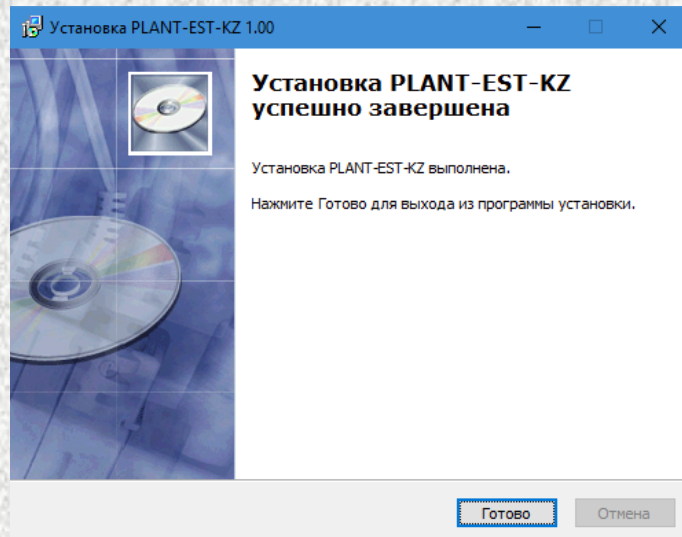 Установка PLANT-EST-KZ 1.00
Установка PLANT-EST-KZ
успешно завершена
Установка PLANT-EST-KZ выполнена.
Нажмите Готово для выхода из программы установки.
Готово
Отмена